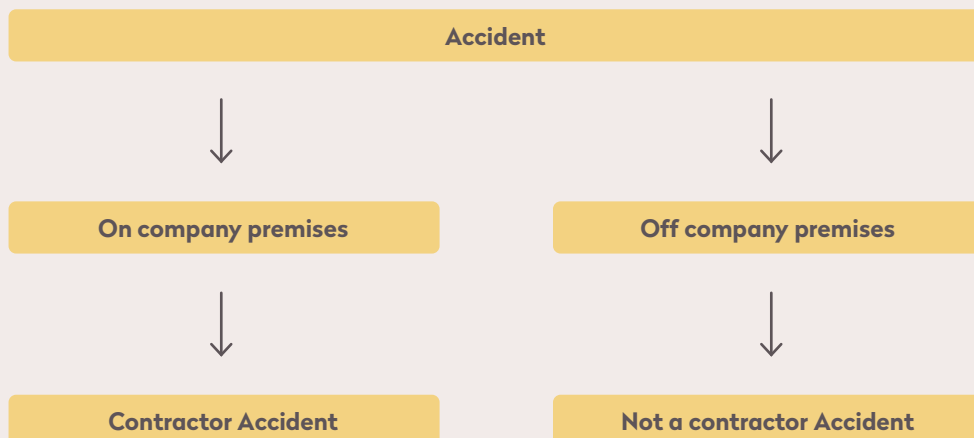 Accident
On company premises
Off company premises
Contractor Accident
Not a contractor Accident